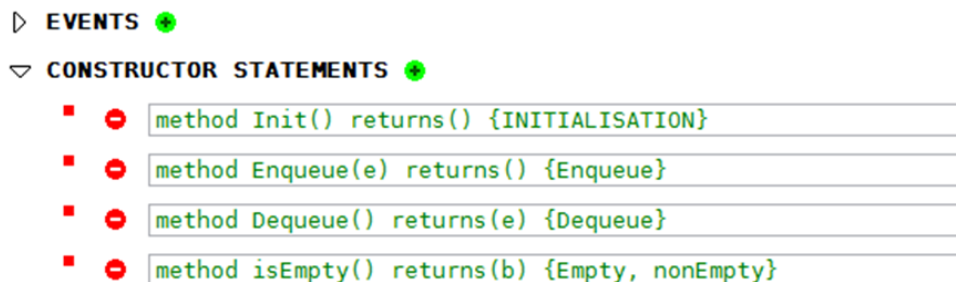 EVENTS
CONSTRUCTOR STATEMENTS
method Init() returns() {INITIALISATION}
method Enqueue(e) returns() {Enqueue}
method Dequeue() returns(e) {Dequeue}
method isEmpty() returns(b) {Empty, nonEmpty}